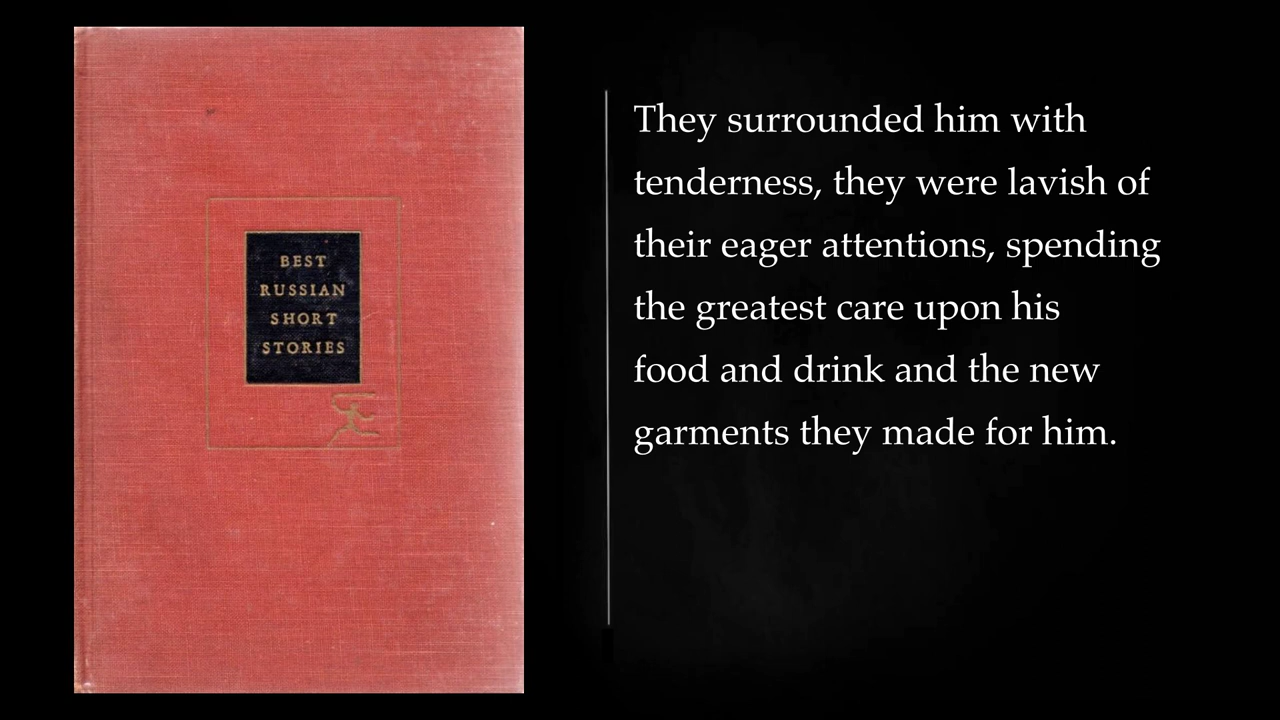 BEST
RUSSIAN
SHORT
STORIES
They surrounded him with
tenderness, they were lavish of
their eager attentions, spending
the greatest care upon his
food and drink and the new
garments they made for him.